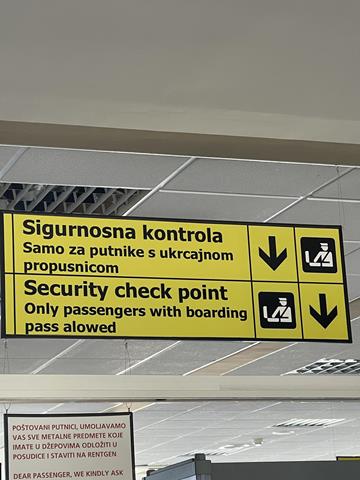 Sigurnosna kontrola
Samo za putnike s ukrcajnom
propusnicom
Security check point
Only passengers with boarding
pass alowed
POŠTOVANI PUTNICI, UMOLJAVAMO
VAS SVE METALNE PREDMETE KOJE
IMATE U DŽEPOVIMA ODLOŽITI U
POSUDICE I STAVITI NA RENTGEN
DEAR PASSENGER, WE KINDLY ASK